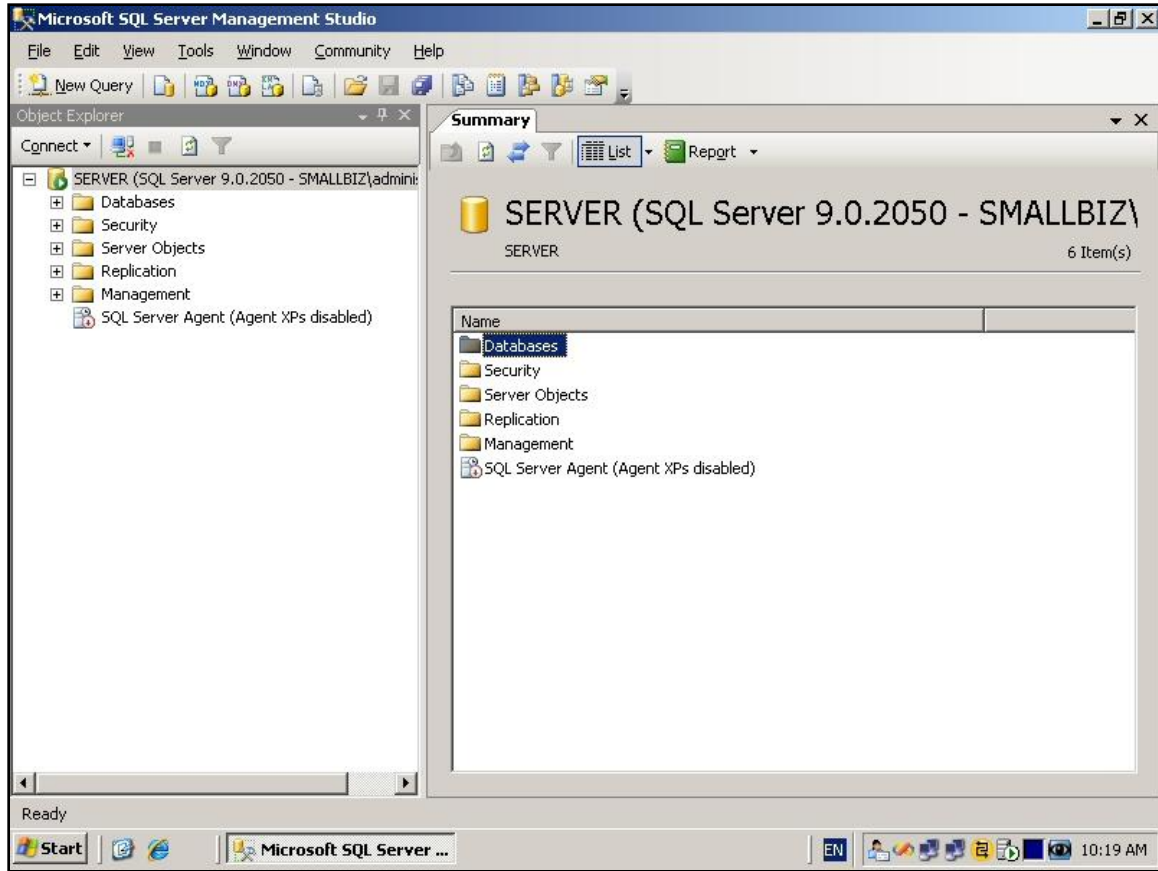 Microsoft SQL Server Management Studio
File Edit View Tools Window Community Help
New Query
Object Explorer
Connect
SERVER (SQL Server 9.0.2050 - SMALLBIZ\admini
Databases
Security
Server Objects
Replication
Management
SQL Server Agent (Agent XPs disabled)
Summary
List Report
SERVER (SQL Server 9.0.2050 - SMALLBIZ\
SERVER 6 Item(s)
Name
Databases
Security
Server Objects
Replication
Management
SQL Server Agent (Agent XPs disabled)
Ready
Start Microsoft SQL Server ... EN 10:19 AM